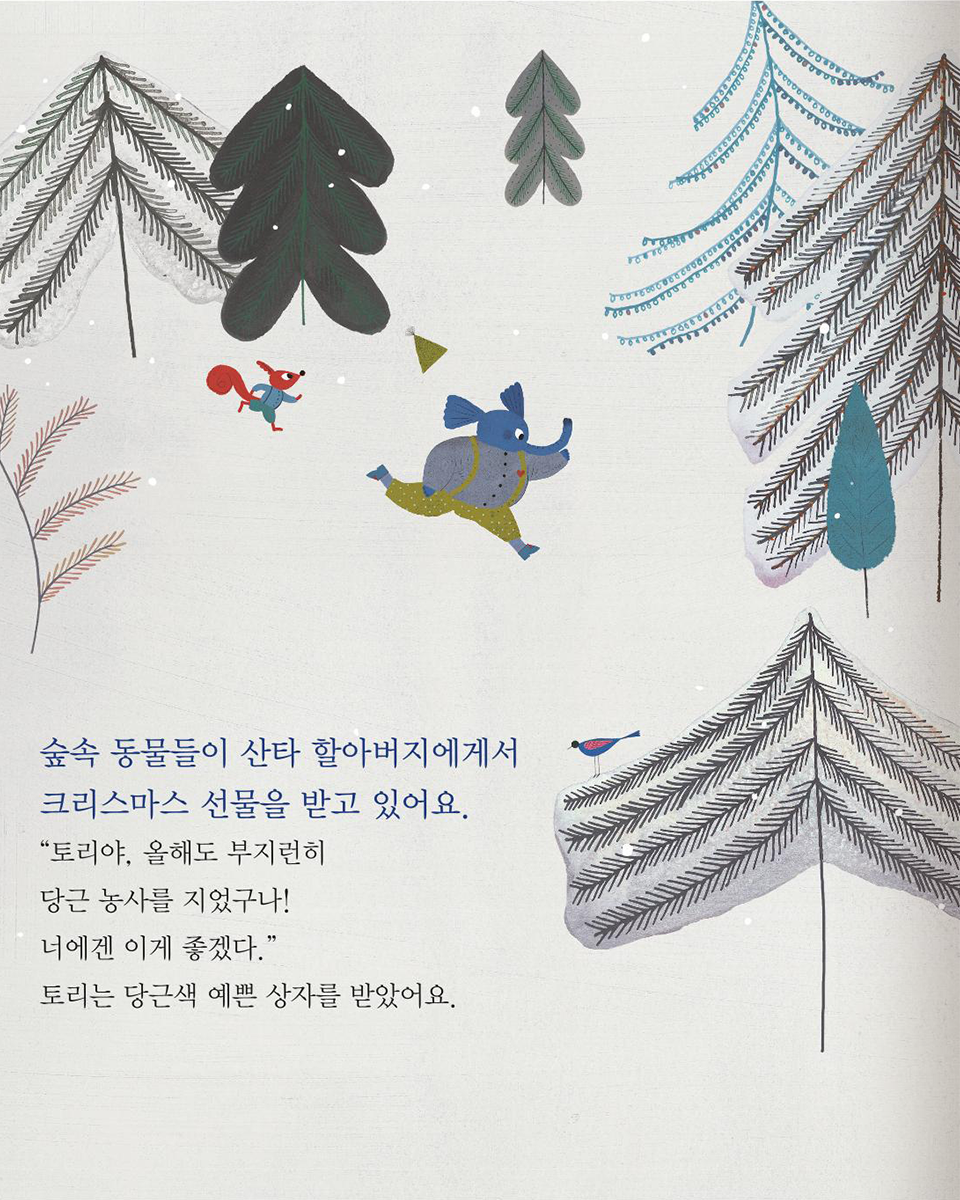 숲속 동물들이 산타 할아버지에게서
크리스마스 선물을 받고 있어요.
“토리야, 올해도 부지런히
당근 농사를 지었구나!
너에겐 이게 좋겠다.”
토리는 당근색 예쁜 상자를 받았어요.